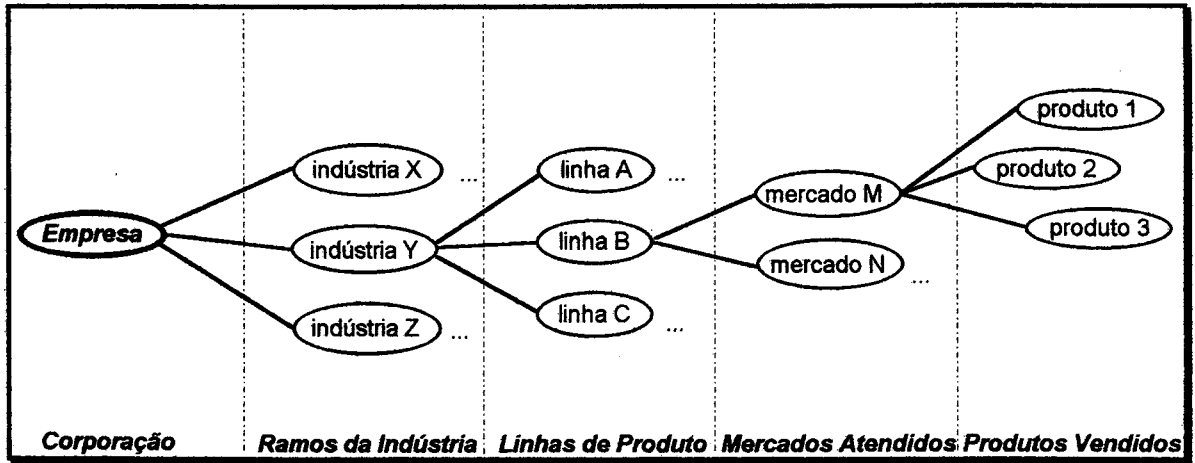 produto 1
indústria X ...
linha A ...
produto 2
mercado M
Empresa
indústria Y
linha B
produto 3
mercado N ...
indústria Z ...
linha C ...
Corporação
Ramos da Indústria
Linhas de Produto
Mercados Atendidos
Produtos Vendidos